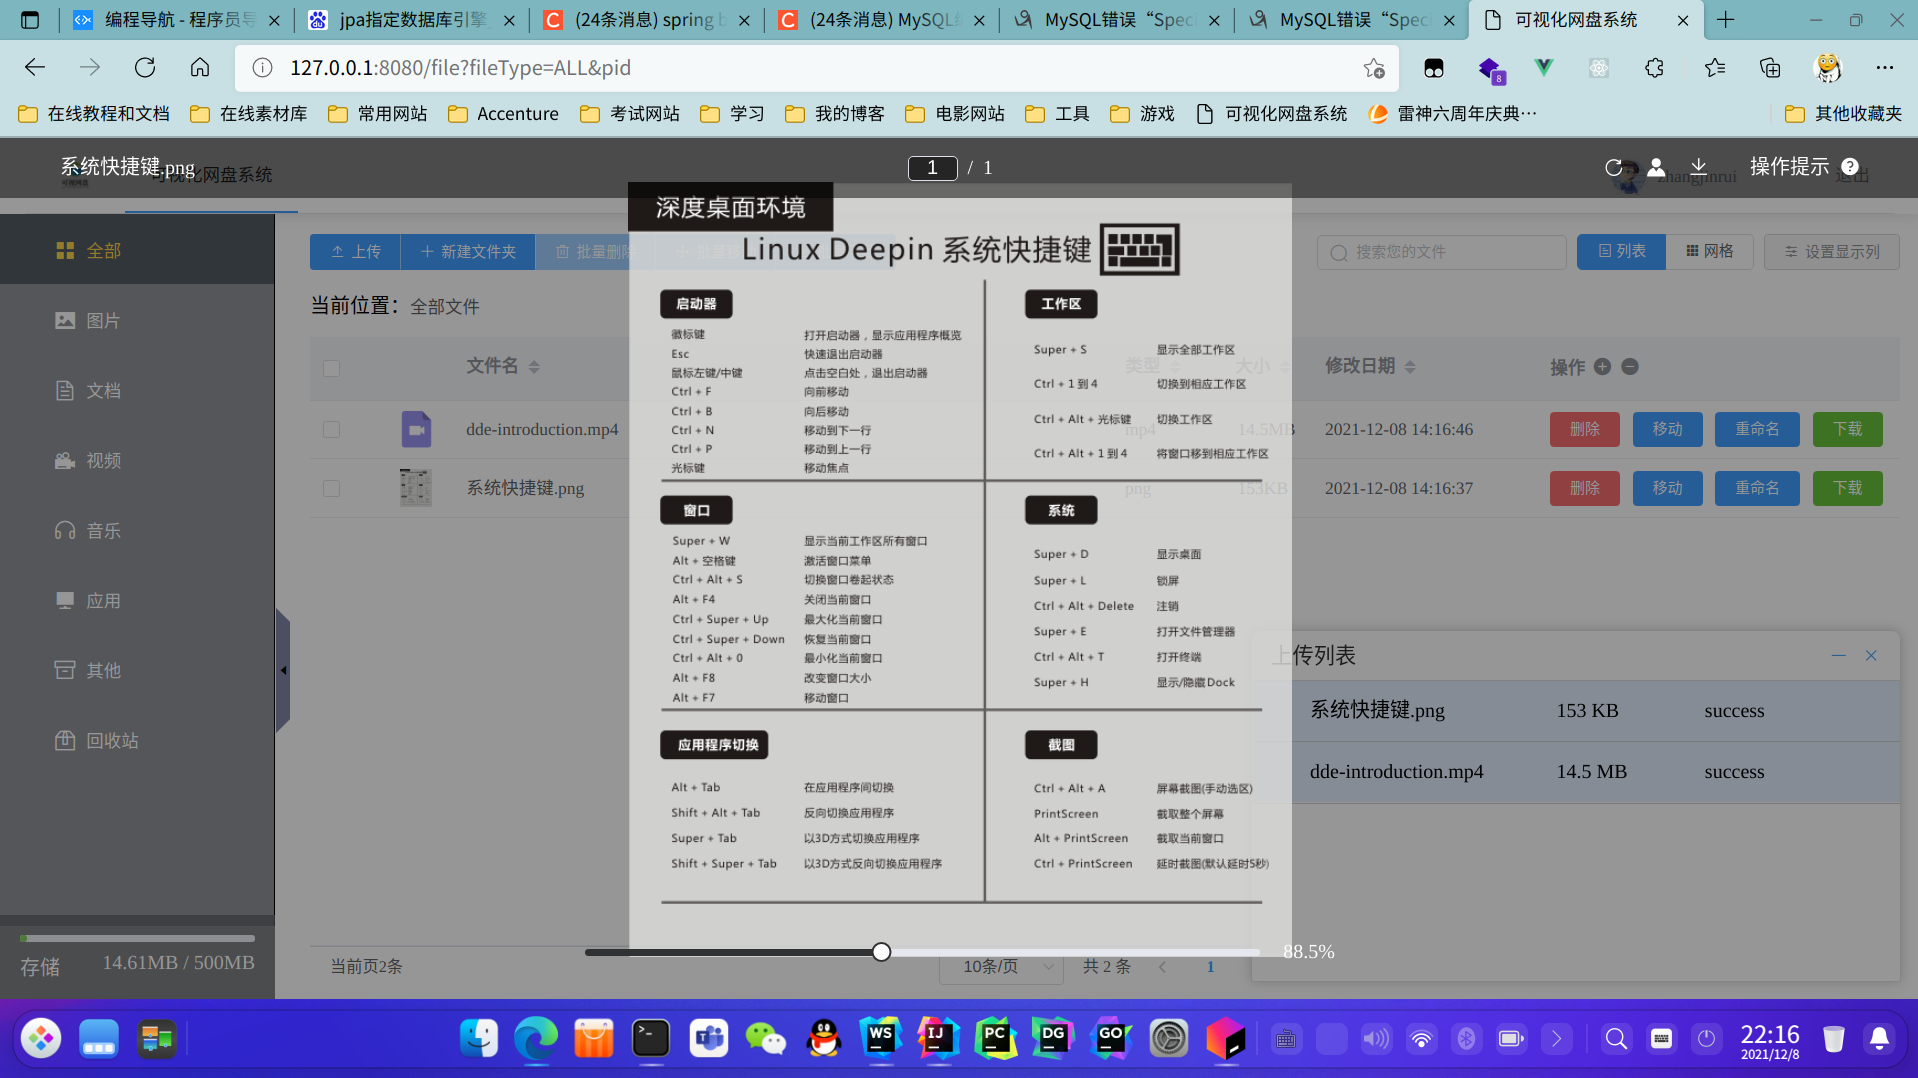 编程导航 - 程序员导
jpa指定数据库引擎
(24条消息) spring b
(24条消息) MySQL
MySQL错误“Spec
MySQL错误“Spec
可视化网盘系统
127.0.0.1:8080/file?fileType=ALL&pid
8
在线教程和文档
在线素材库
常用网站
Accenture
考试网站
学习
我的博客
电影网站
工具
游戏
可视化网盘系统
雷神六周年庆典…
其他收藏夹
系统快捷键.png
可视化网盘系统
1 / 1
zhangjinrui
操作提示
退出
全部
图片
文档
视频
音乐
应用
其他
回收站
存储
14.61MB / 500MB
上传
新建文件夹
批量删除
搜索您的文件
列表
网格
设置显示列
当前位置：
全部文件
文件名
类型
大小
修改日期
操作
dde-introduction.mp4
mp4
14.5MB
2021-12-08 14:16:46
删除
移动
重命名
下载
系统快捷键.png
png
153KB
2021-12-08 14:16:37
删除
移动
重命名
下载
深度桌面环境
Linux Deepin 系统快捷键
启动器
徽标键 打开启动器，显示应用程序概览
Esc 快速退出启动器
鼠标左键/中键 点击空白处，退出启动器
Ctrl + F 向前移动
Ctrl + B 向后移动
Ctrl + N 移动到下一行
Ctrl + P 移动到上一行
光标键 移动焦点
工作区
Super + S 显示全部工作区
Ctrl + 1 到 4 切换到相应工作区
Ctrl + Alt + 光标键 切换工作区
Ctrl + Alt + 1 到 4 将窗口移到相应工作区
窗口
Super + W 显示当前工作区所有窗口
Alt + 空格键 激活窗口菜单
Ctrl + Alt + S 切换窗口卷起状态
Alt + F4 关闭当前窗口
Ctrl + Super + Up 最大化当前窗口
Ctrl + Super + Down 恢复当前窗口
Ctrl + Alt + 0 最小化当前窗口
Alt + F8 改变窗口大小
Alt + F7 移动窗口
系统
Super + D 显示桌面
Super + L 锁屏
Ctrl + Alt + Delete 注销
Super + E 打开文件管理器
Ctrl + Alt + T 打开终端
Super + H 显示/隐藏Dock
应用程序切换
Alt + Tab 在应用程序间切换
Shift + Alt + Tab 反向切换应用程序
Super + Tab 以3D方式切换应用程序
Shift + Super + Tab 以3D方式反向切换应用程序
截图
Ctrl + Alt + A 屏幕截图(手动选区)
PrintScreen 截取整个屏幕
Alt + PrintScreen 截取当前窗口
Ctrl + PrintScreen 延时截图(默认延时5秒)
上传列表
系统快捷键.png 153 KB success
dde-introduction.mp4 14.5 MB success
88.5%
当前页2条
10条/页
共 2 条
1
WS
IJ
PC
DG
GO
22:16
2021/12/8